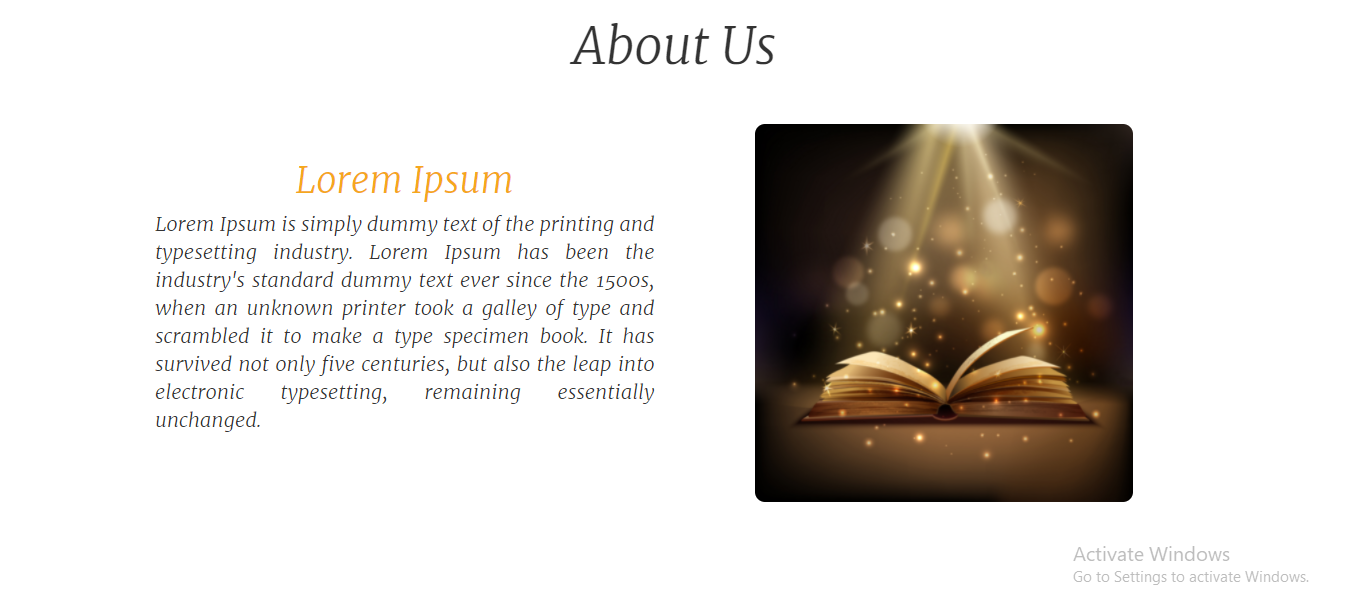 About Us
Lorem Ipsum
Lorem Ipsum is simply dummy text of the printing and
typesetting industry. Lorem Ipsum has been the
industry's standard dummy text ever since the 1500s,
when an unknown printer took a galley of type and
scrambled it to make a type specimen book. It has
survived not only five centuries, but also the leap into
electronic typesetting, remaining essentially
unchanged.
Activate Windows
Go to Settings to activate Windows.